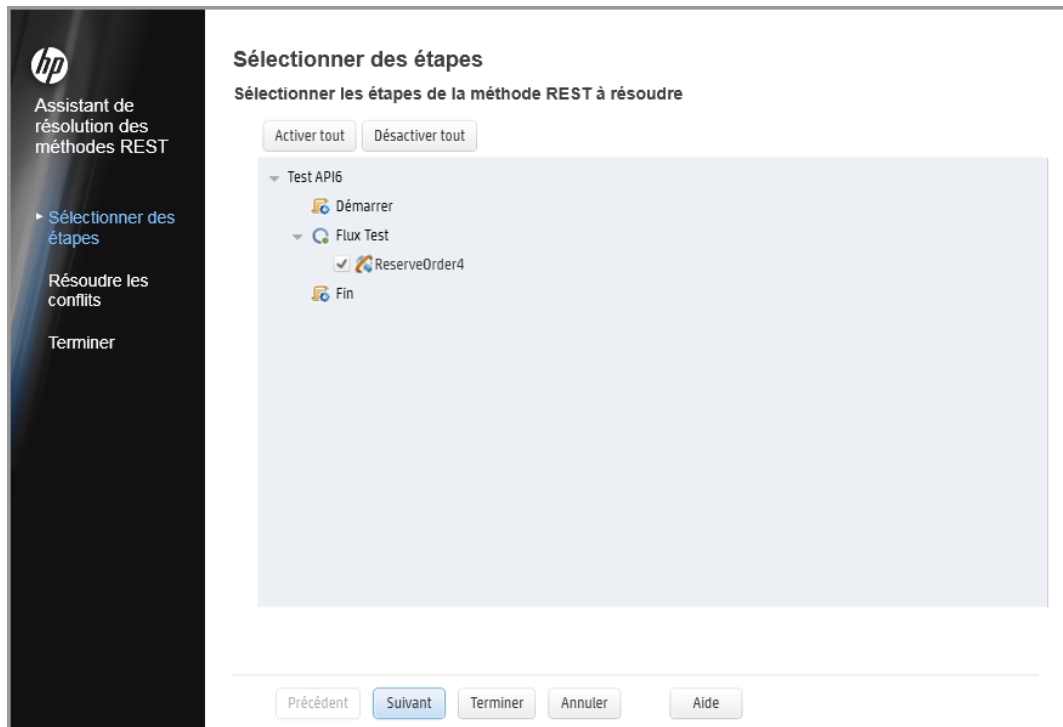 hp
Assistant de
résolution des
méthodes REST
Sélectionner des
étapes
Résoudre les
conflits
Terminer
Sélectionner des étapes
Sélectionner les étapes de la méthode REST à résoudre
Activer tout Désactiver tout
Test API6
Démarrer
Flux Test
ReserveOrder4
Fin
Précédent Suivant Terminer Annuler Aide